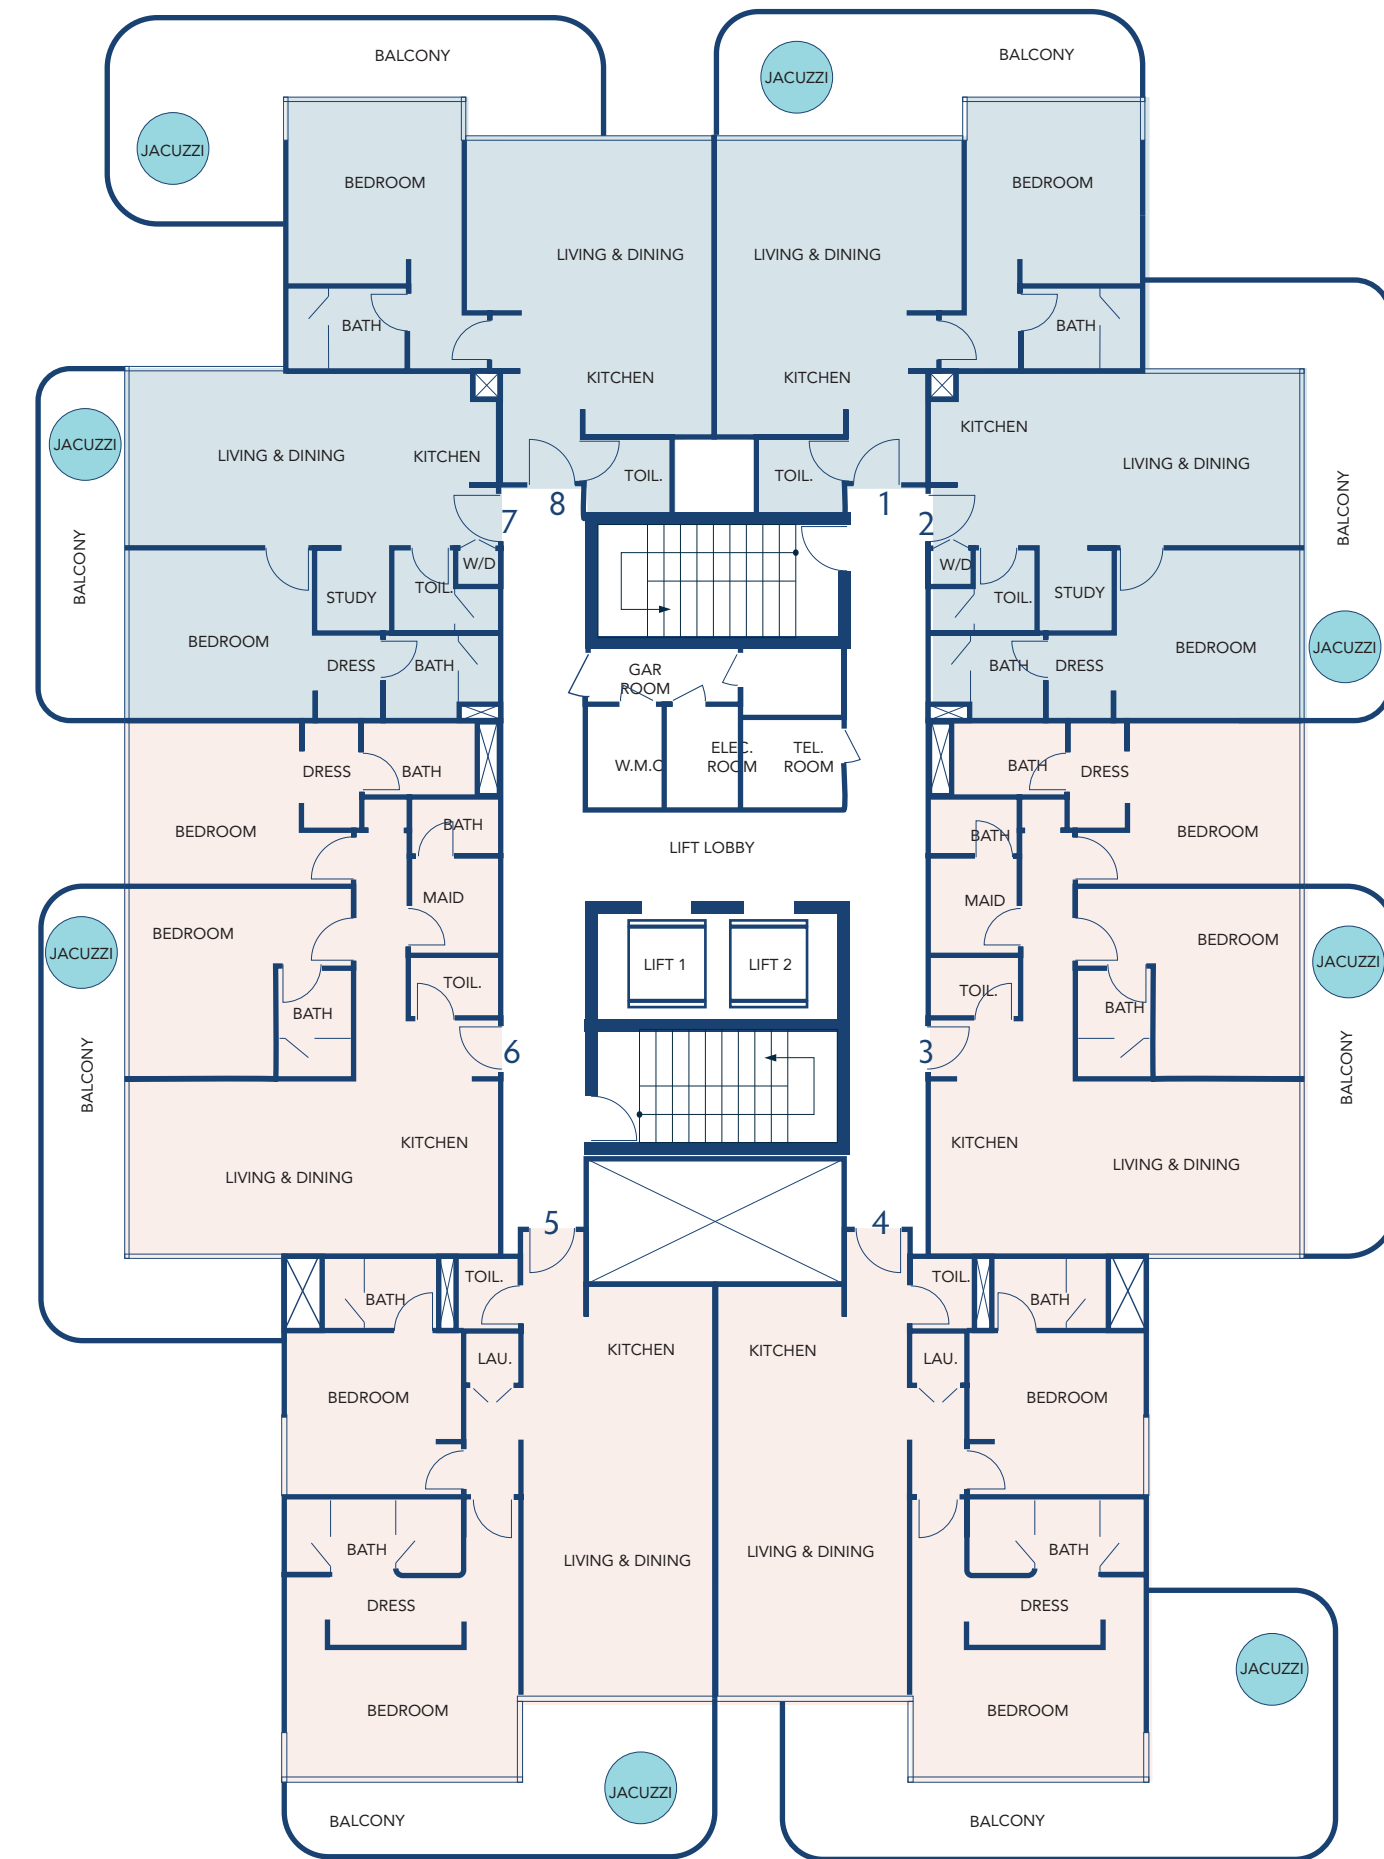 BALCONY
BALCONY
JACUZZI
JACUZZI
BEDROOM
BEDROOM
LIVING & DINING
LIVING & DINING
BATH
BATH
KITCHEN
KITCHEN
JACUZZI
LIVING & DINING
KITCHEN
KITCHEN
LIVING & DINING
TOIL.
TOIL.
8
1
7
2
BALCONY
BALCONY
W/D
W/D
STUDY
TOIL.
TOIL.
STUDY
BEDROOM
BEDROOM
JACUZZI
DRESS
BATH
GAR
ROOM
BATH
DRESS
DRESS
BATH
W.M.C
ELEC.
ROOM
TEL.
ROOM
BATH
DRESS
BEDROOM
BATH
BATH
BEDROOM
LIFT LOBBY
MAID
MAID
BEDROOM
BEDROOM
JACUZZI
LIFT 1
LIFT 2
JACUZZI
TOIL.
TOIL.
BATH
BATH
6
3
BALCONY
BALCONY
KITCHEN
KITCHEN
LIVING & DINING
LIVING & DINING
5
4
TOIL.
TOIL.
BATH
BATH
KITCHEN
KITCHEN
LAU.
LAU.
BEDROOM
BEDROOM
BATH
LIVING & DINING
LIVING & DINING
BATH
DRESS
DRESS
JACUZZI
BEDROOM
BEDROOM
JACUZZI
BALCONY
BALCONY